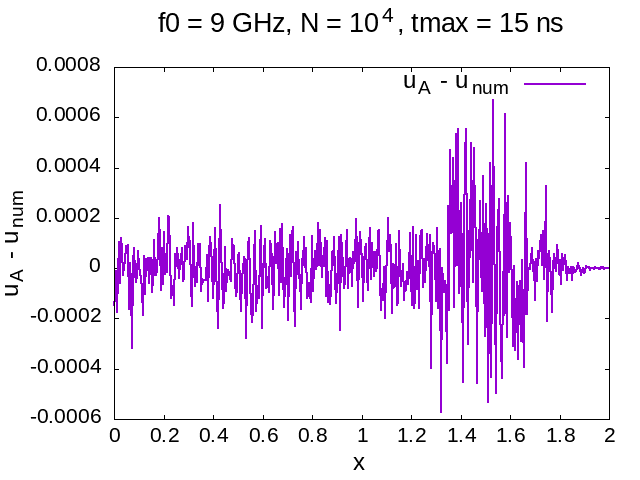 f0 = 9 GHz, N = 10^4, tmax = 15 ns
u_A - u_num
0.0008
0.0006
0.0004
0.0002
0
-0.0002
-0.0004
-0.0006
u_A - u_num
0 0.2 0.4 0.6 0.8 1 1.2 1.4 1.6 1.8 2
x